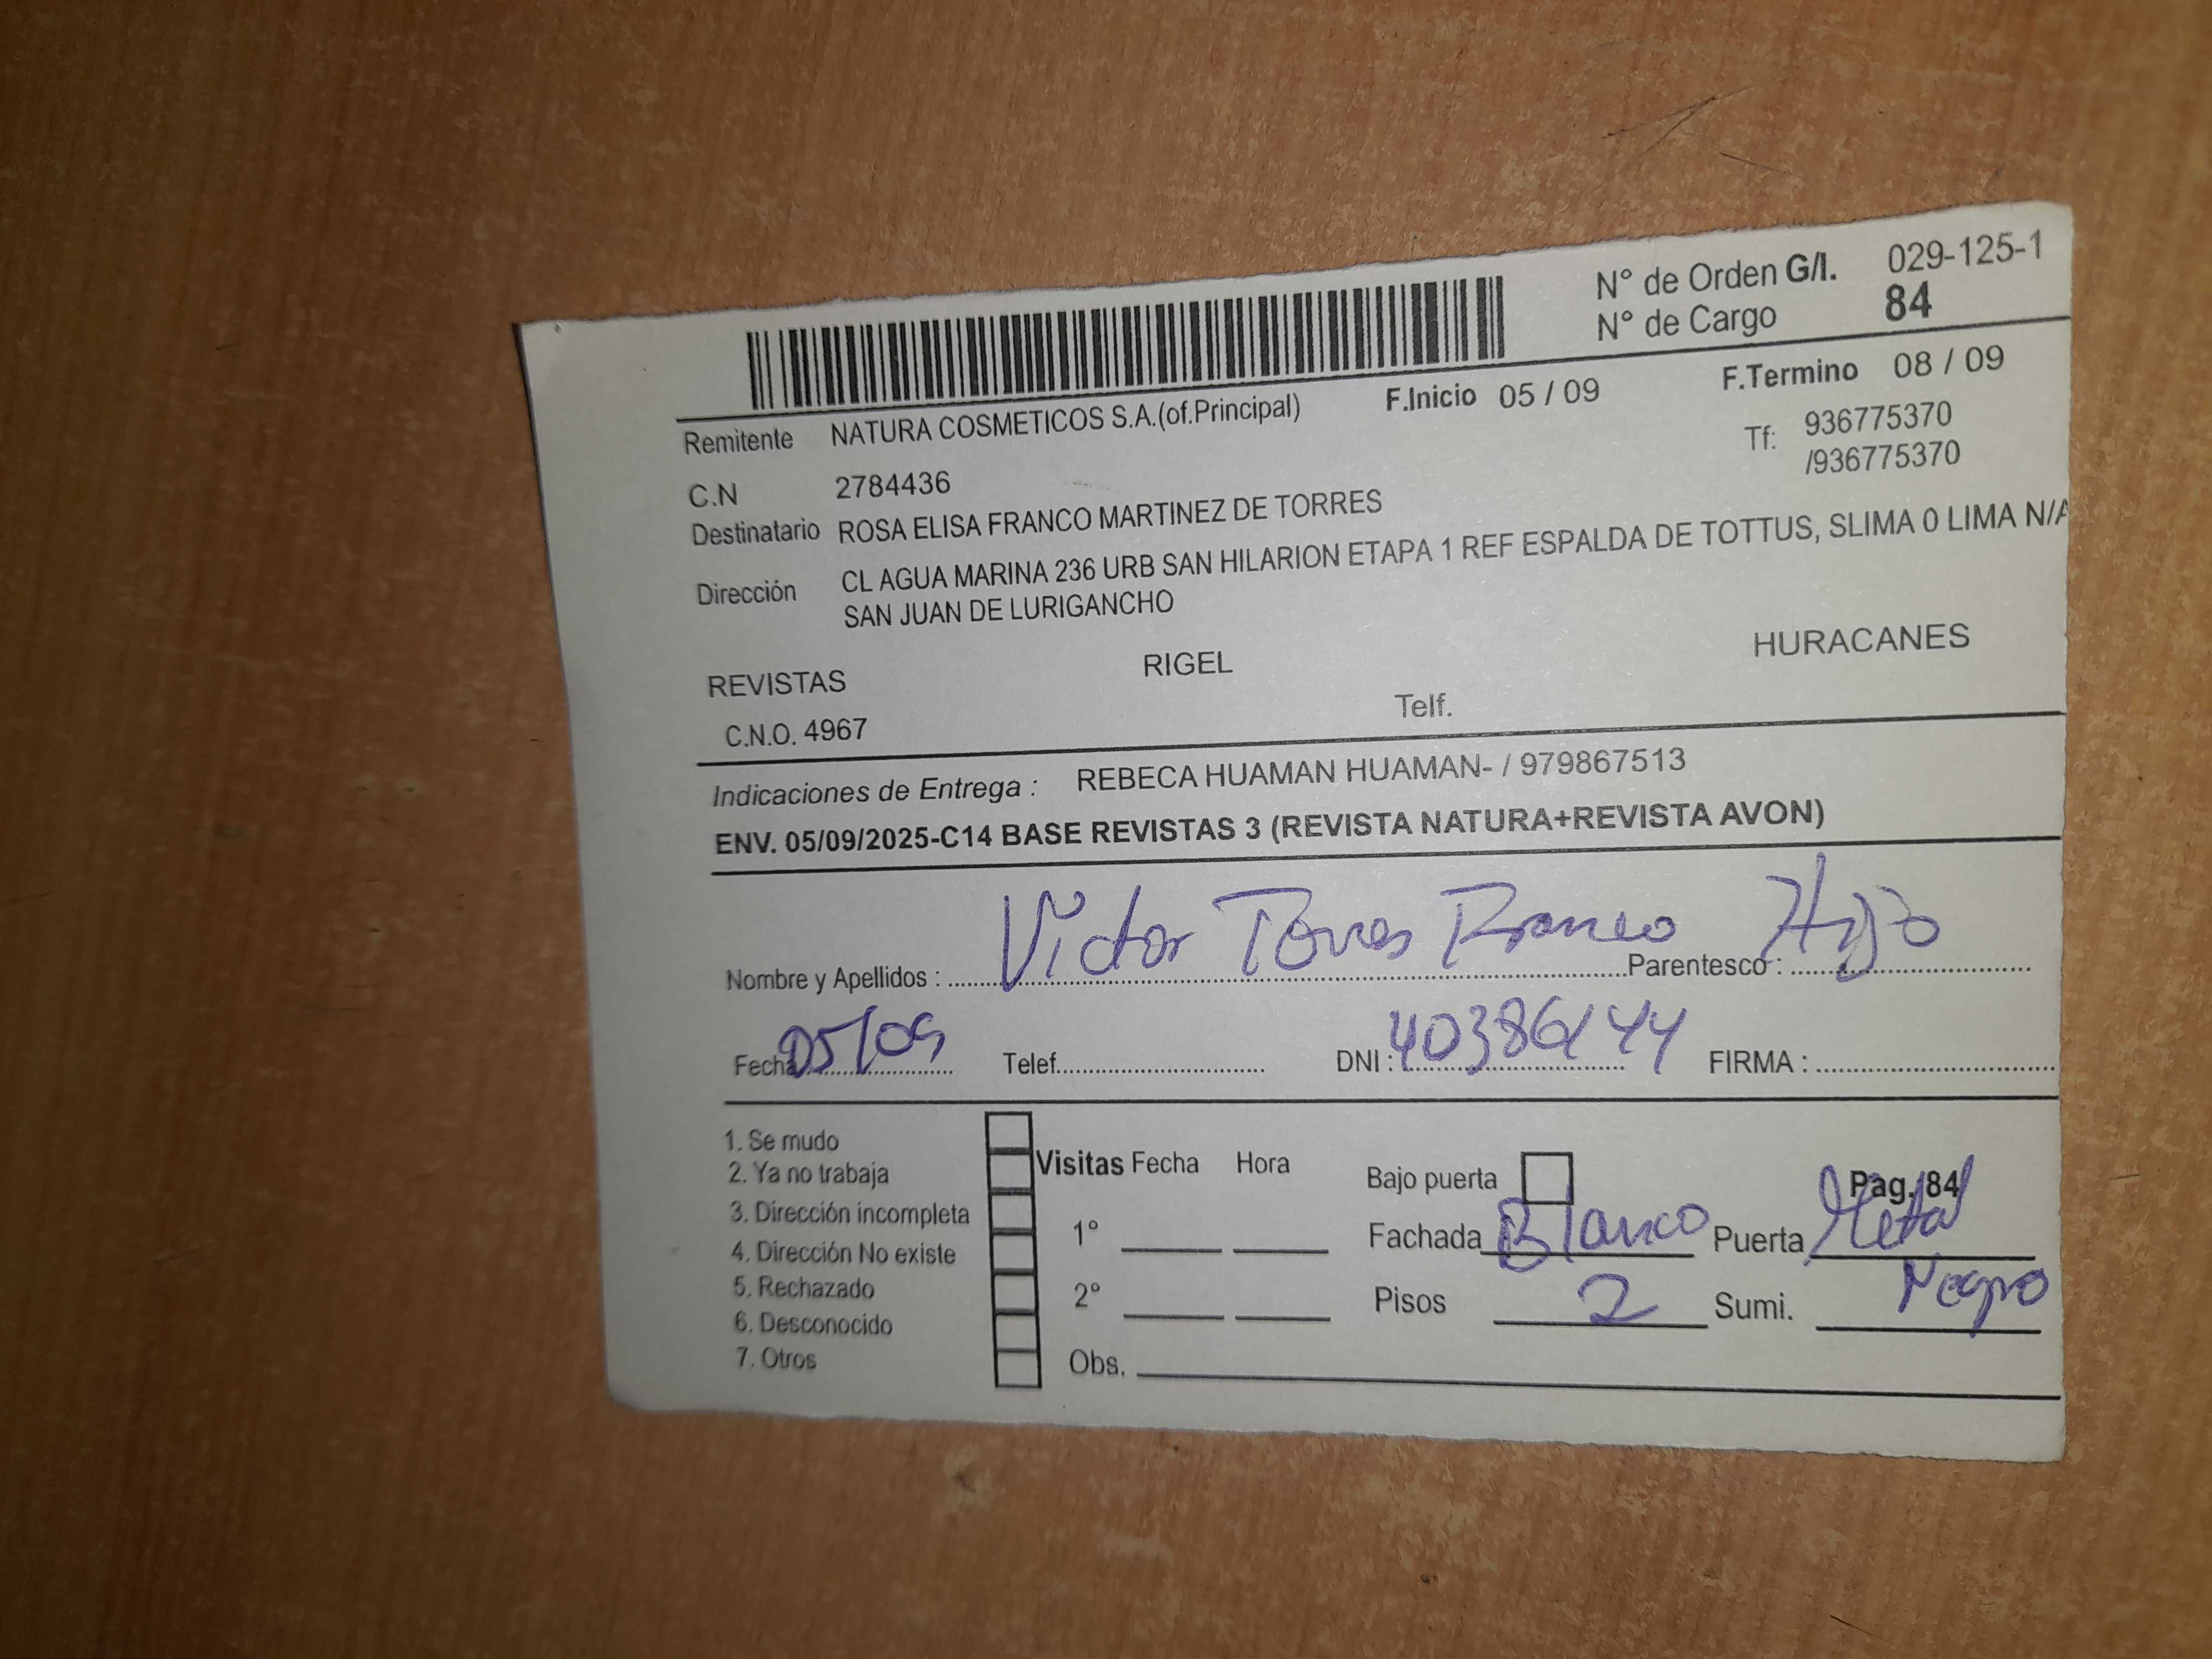 N° de Orden G/I. 029-125-1
N° de Cargo 84
F.Inicio 05 / 09 F.Termino 08 / 09
Remitente NATURA COSMETICOS S.A.(of.Principal) Tf: 936775370
/936775370
C.N 2784436
Destinatario ROSA ELISA FRANCO MARTINEZ DE TORRES
Dirección CL AGUA MARINA 236 URB SAN HILARION ETAPA 1 REF ESPALDA DE TOTTUS, SLIMA 0 LIMA N/A
SAN JUAN DE LURIGANCHO
REVISTAS RIGEL HURACANES
C.N.O. 4967 Telf.
Indicaciones de Entrega : REBECA HUAMAN HUAMAN- / 979867513
ENV. 05/09/2025-C14 BASE REVISTAS 3 (REVISTA NATURA+REVISTA AVON)
Nombre y Apellidos : Victor Torres Franco Parentesco : Hijo
Fecha 05/09 Telef. DNI : 40386144 FIRMA :
1. Se mudo
2. Ya no trabaja
3. Dirección incompleta
4. Dirección No existe
5. Rechazado
6. Desconocido
7. Otros
Visitas Fecha Hora
1°
2°
Obs.
Bajo puerta Pag. 84
Fachada Blanco Puerta Metal
Negro
Pisos 2 Sumi.